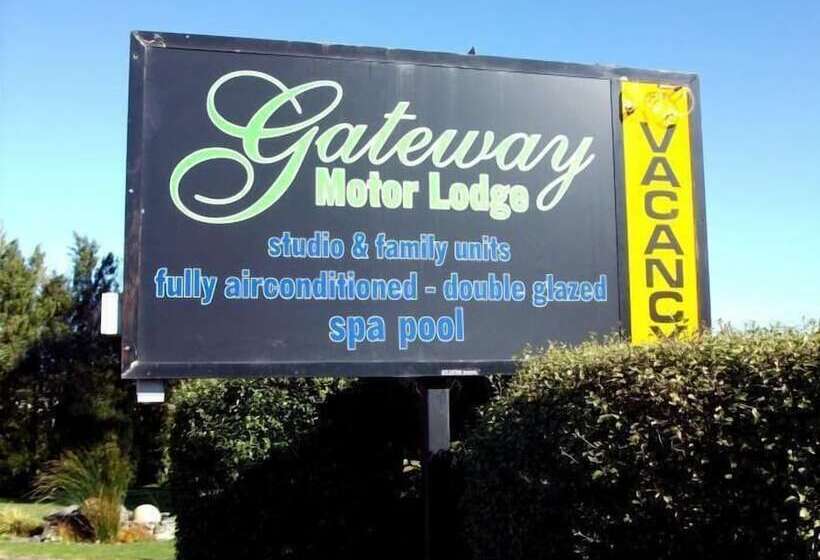 Gateway
Motor Lodge
studio & family units
fully airconditioned - double glazed
spa pool
VACANCY